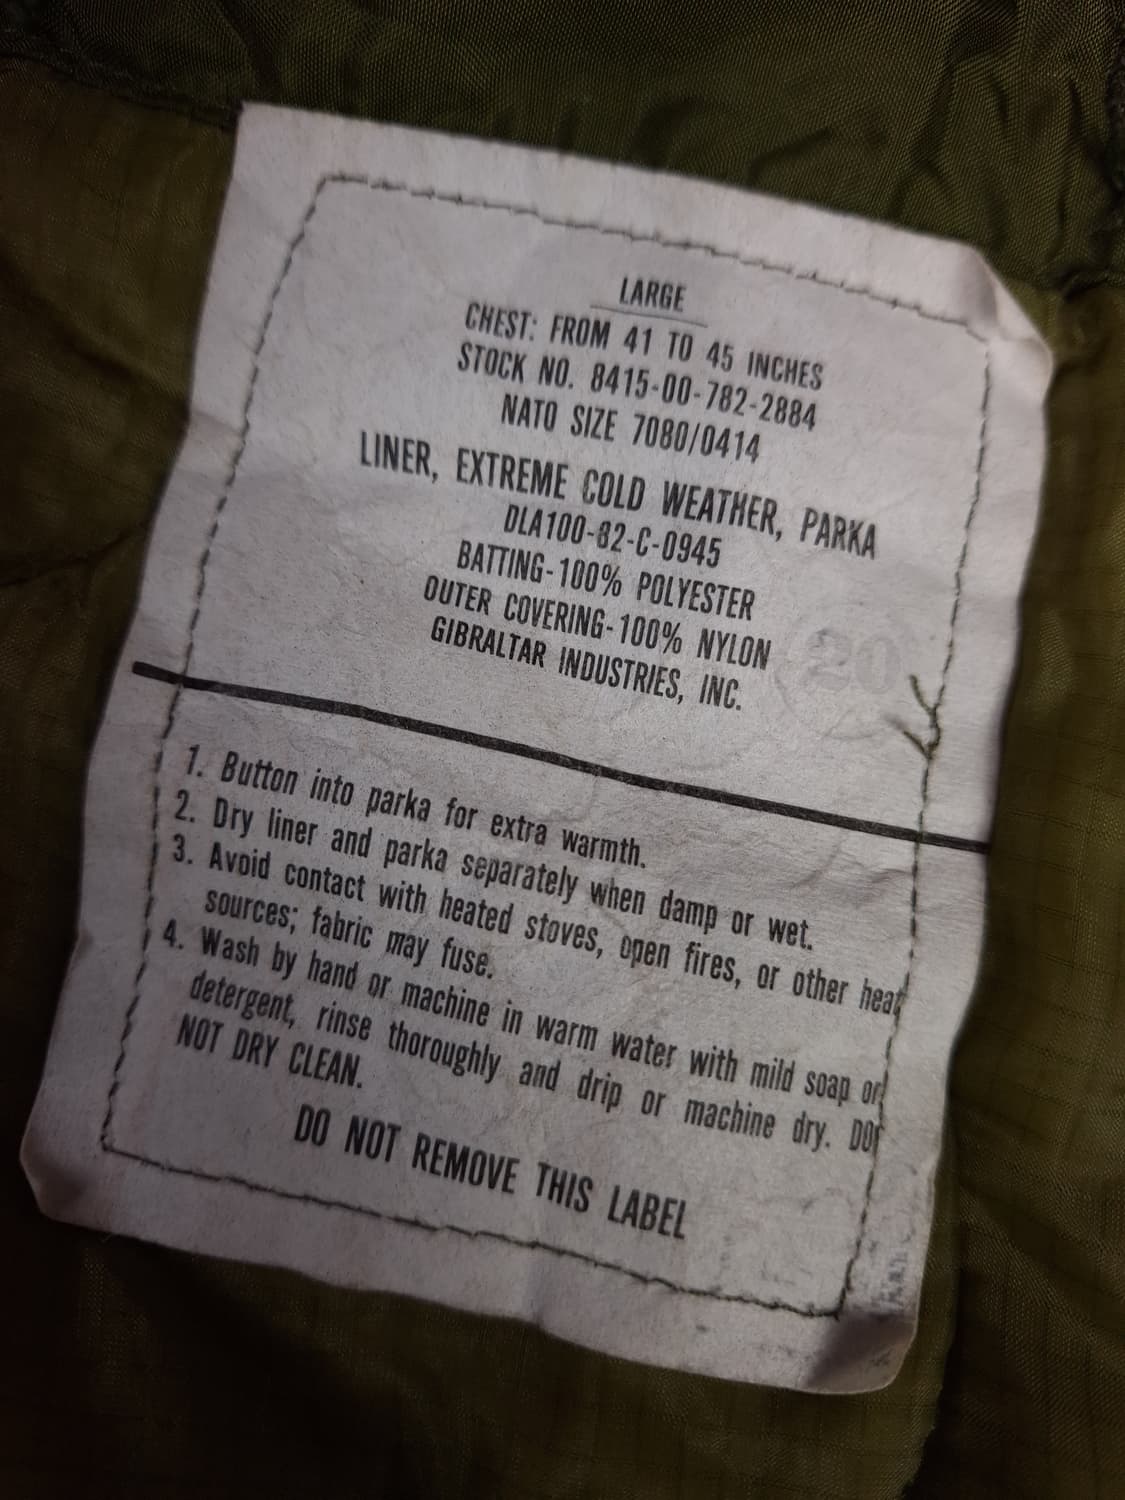 LARGE
CHEST: FROM 41 TO 45 INCHES
STOCK NO. 8415-00-782-2884
NATO SIZE 7080/0414
LINER, EXTREME COLD WEATHER, PARKA
DLA100-82-C-0945
BATTING-100% POLYESTER
OUTER COVERING-100% NYLON
GIBRALTAR INDUSTRIES, INC.
20
1. Button into parka for extra warmth.
2. Dry liner and parka separately when damp or wet.
3. Avoid contact with heated stoves, open fires, or other heat
sources; fabric may fuse.
4. Wash by hand or machine in warm water with mild soap or
detergent, rinse thoroughly and drip or machine dry. DO
NOT DRY CLEAN.
DO NOT REMOVE THIS LABEL